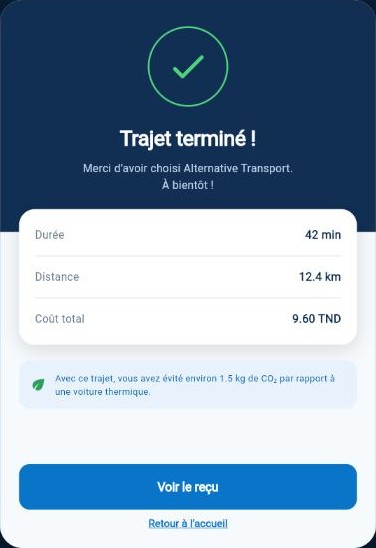 Trajet terminé !
Merci d'avoir choisi Alternative Transport.
À bientôt !
Durée 42 min
Distance 12.4 km
Coût total 9.60 TND
Avec ce trajet, vous avez évité environ 1.5 kg de CO₂ par rapport à
une voiture thermique.
Voir le reçu
Retour à l'accueil